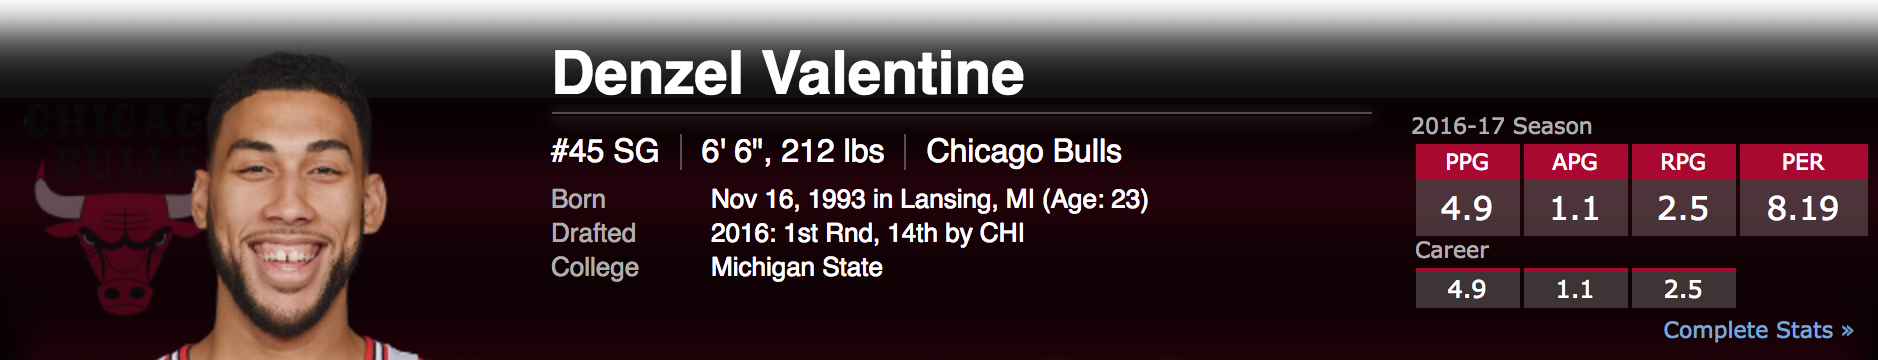 Denzel Valentine
#45 SG
6' 6", 212 lbs
Chicago Bulls
Born
Nov 16, 1993 in Lansing, MI (Age: 23)
Drafted
2016: 1st Rnd, 14th by CHI
College
Michigan State
CHICAGO
BULLS
2016-17 Season
PPG APG RPG PER
4.9 1.1 2.5 8.19
Career
4.9 1.1 2.5
Complete Stats »